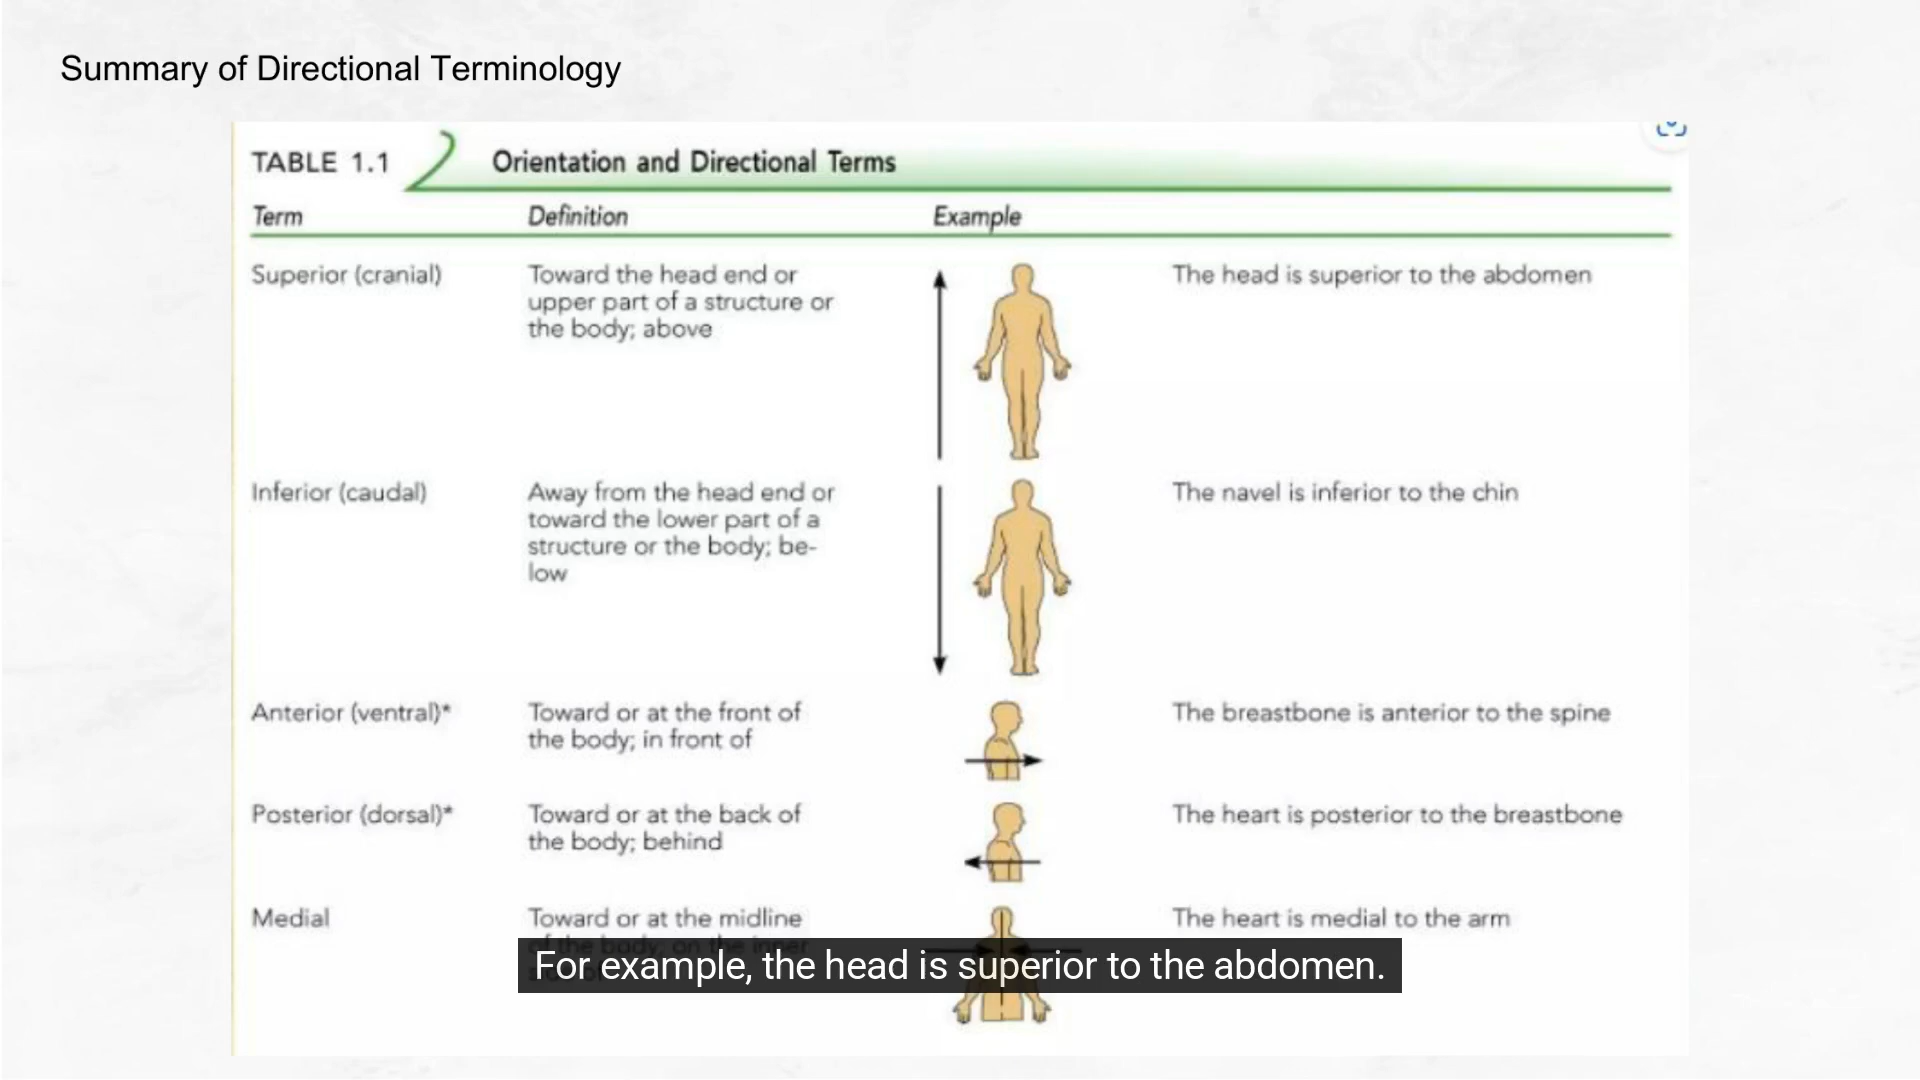 Summary of Directional Terminology
TABLE 1.1 Orientation and Directional Terms
Term Definition Example
Superior (cranial) Toward the head end or The head is superior to the abdomen
upper part of a structure or
the body; above
Inferior (caudal) Away from the head end or The navel is inferior to the chin
toward the lower part of a
structure or the body; be-
low
Anterior (ventral)* Toward or at the front of The breastbone is anterior to the spine
the body; in front of
Posterior (dorsal)* Toward or at the back of The heart is posterior to the breastbone
the body; behind
Medial Toward or at the midline The heart is medial to the arm
of the body; on the inner
For example, the head is superior to the abdomen.